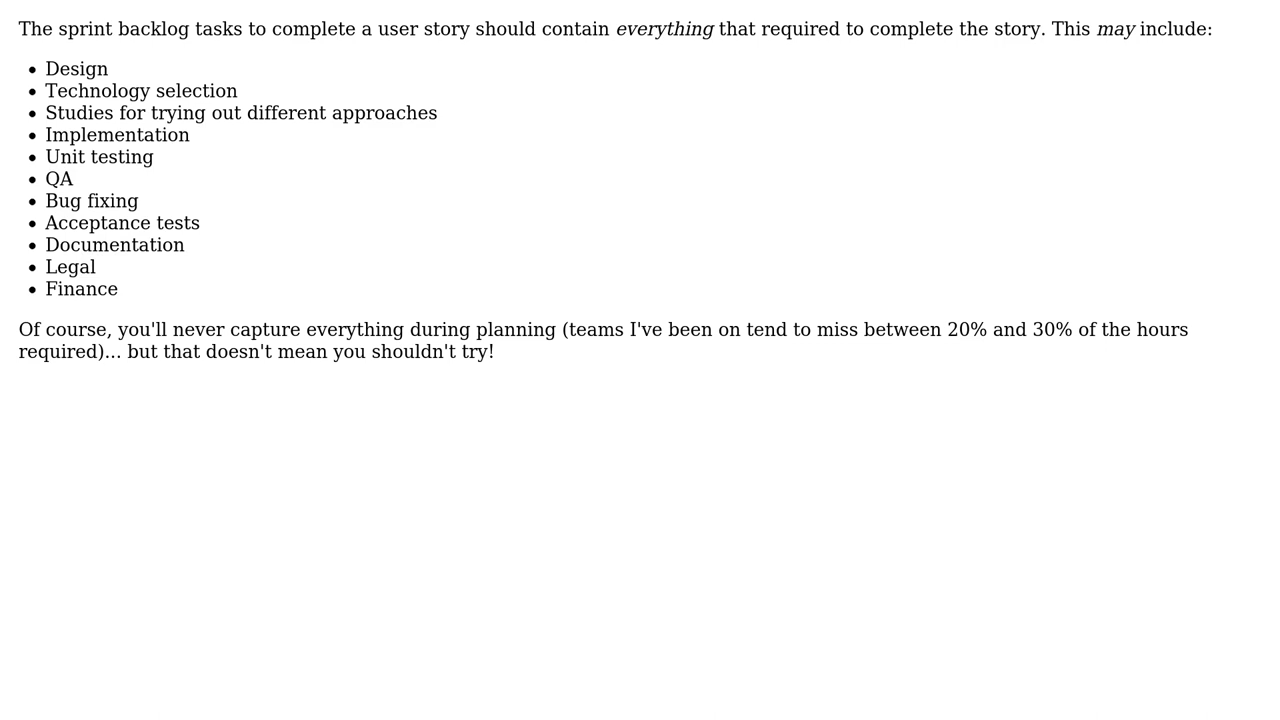 The sprint backlog tasks to complete a user story should contain everything that required to complete the story. This may include:
• Design
• Technology selection
• Studies for trying out different approaches
• Implementation
• Unit testing
• QA
• Bug fixing
• Acceptance tests
• Documentation
• Legal
• Finance
Of course, you'll never capture everything during planning (teams I've been on tend to miss between 20% and 30% of the hours
required)... but that doesn't mean you shouldn't try!